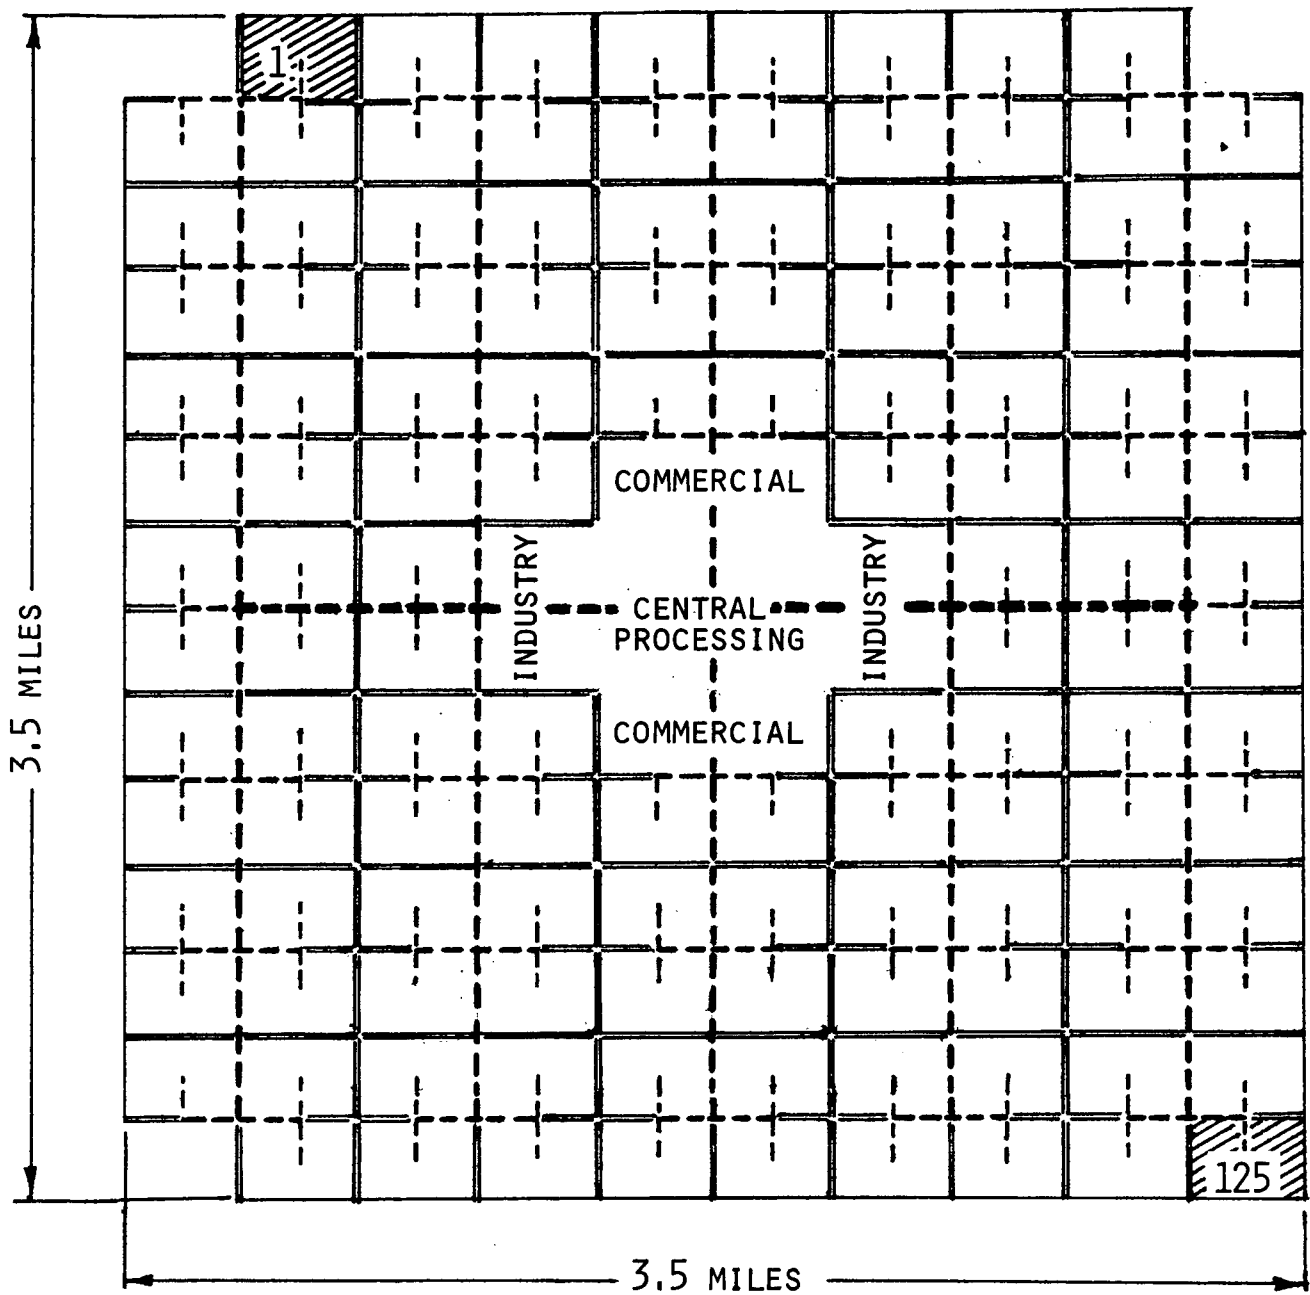 1
COMMERCIAL
INDUSTRY
INDUSTRY
CENTRAL
PROCESSING
3.5 MILES
COMMERCIAL
125
3.5 MILES